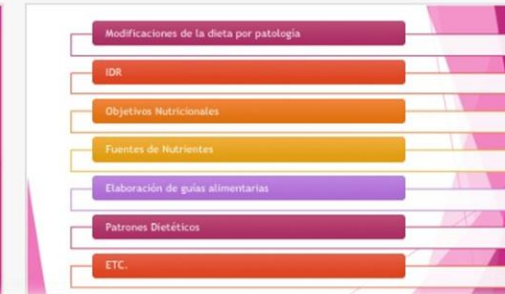 Modificaciones de la dieta por patología
IDR
Objetivos Nutricionales
Fuentes de Nutrientes
Elaboración de guías alimentarias
Patrones Dietéticos
ETC.